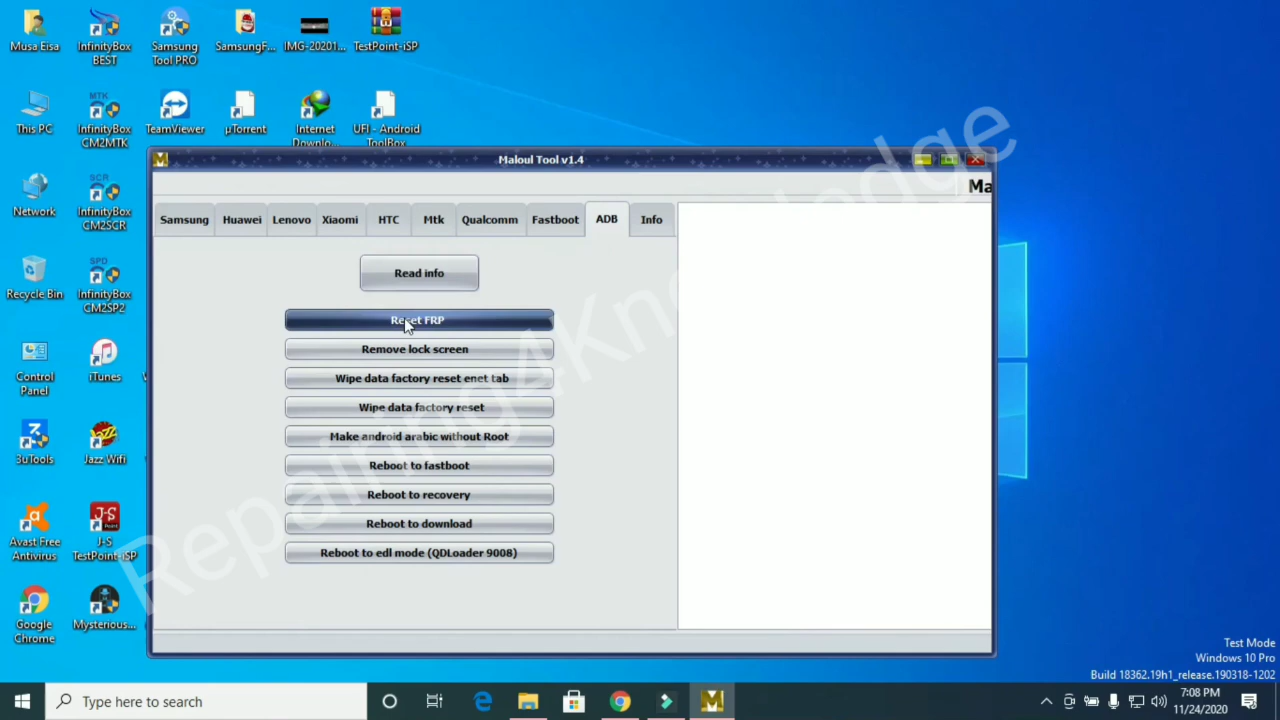 Musa Eisa
InfinityBox BEST
Samsung Tool PRO
SamsungF...
IMG-20201...
TestPoint-iSP
This PC
MTK
InfinityBox CM2MTK
TeamViewer
µTorrent
Internet Downlo...
UFI - Android ToolBox
Network
SCR
InfinityBox CM2SCR
Recycle Bin
SPD
InfinityBox CM2SP2
Control Panel
iTunes
3uTools
Jazz Wifi
Avast Free Antivirus
J-S
Point
J-S TestPoint-iSP
Google Chrome
Mysterious...
Maloul Tool v1.4
Ma
Samsung Huawei Lenovo Xiaomi HTC Mtk Qualcomm Fastboot ADB Info
Read info
Reset FRP
Remove lock screen
Wipe data factory reset enet tab
Wipe data factory reset
Make android arabic without Root
Reboot to fastboot
Reboot to recovery
Reboot to download
Reboot to edl mode (QDLoader 9008)
Test Mode
Windows 10 Pro
Build 18362.19h1_release.190318-1202
Type here to search
7:08 PM
11/24/2020